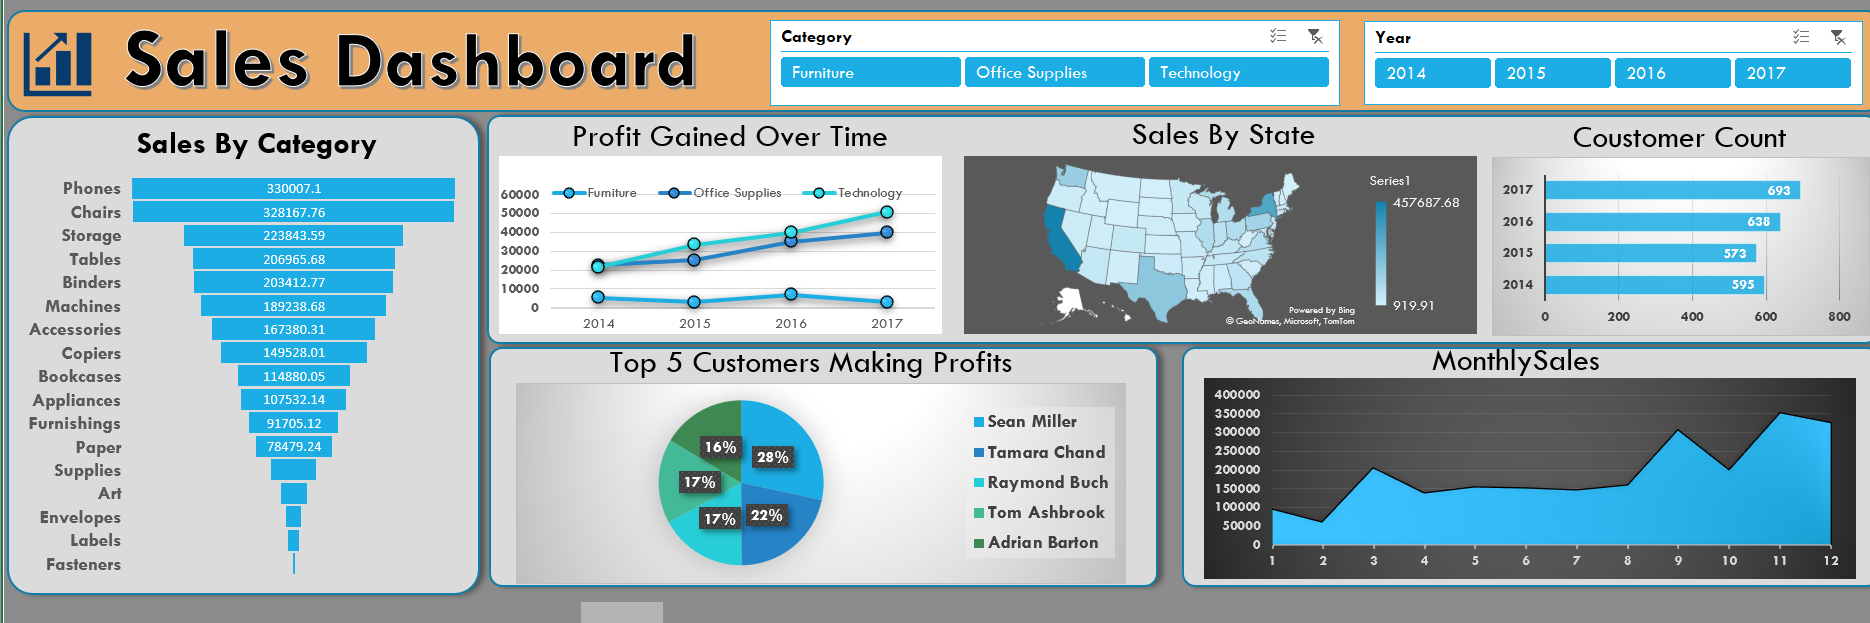 Sales Dashboard
Category
Furniture
Office Supplies
Technology
Year
2014
2015
2016
2017
Sales By Category
Phones 330007.1
Chairs 328167.76
Storage 223843.59
Tables 206965.68
Binders 203412.77
Machines 189238.68
Accessories 167380.31
Copiers 149528.01
Bookcases 114880.05
Appliances 107532.14
Furnishings 91705.12
Paper 78479.24
Supplies
Art
Envelopes
Labels
Fasteners
Profit Gained Over Time
Furniture Office Supplies Technology
60000
50000
40000
30000
20000
10000
0
2014 2015 2016 2017
Sales By State
Series1
457687.68
919.91
Powered by Bing
© GeoNames, Microsoft, TomTom
Coustomer Count
2017 693
2016 638
2015 573
2014 595
0 200 400 600 800
Top 5 Customers Making Profits
28%
22%
17%
17%
16%
Sean Miller
Tamara Chand
Raymond Buch
Tom Ashbrook
Adrian Barton
MonthlySales
400000
350000
300000
250000
200000
150000
100000
50000
0
1 2 3 4 5 6 7 8 9 10 11 12